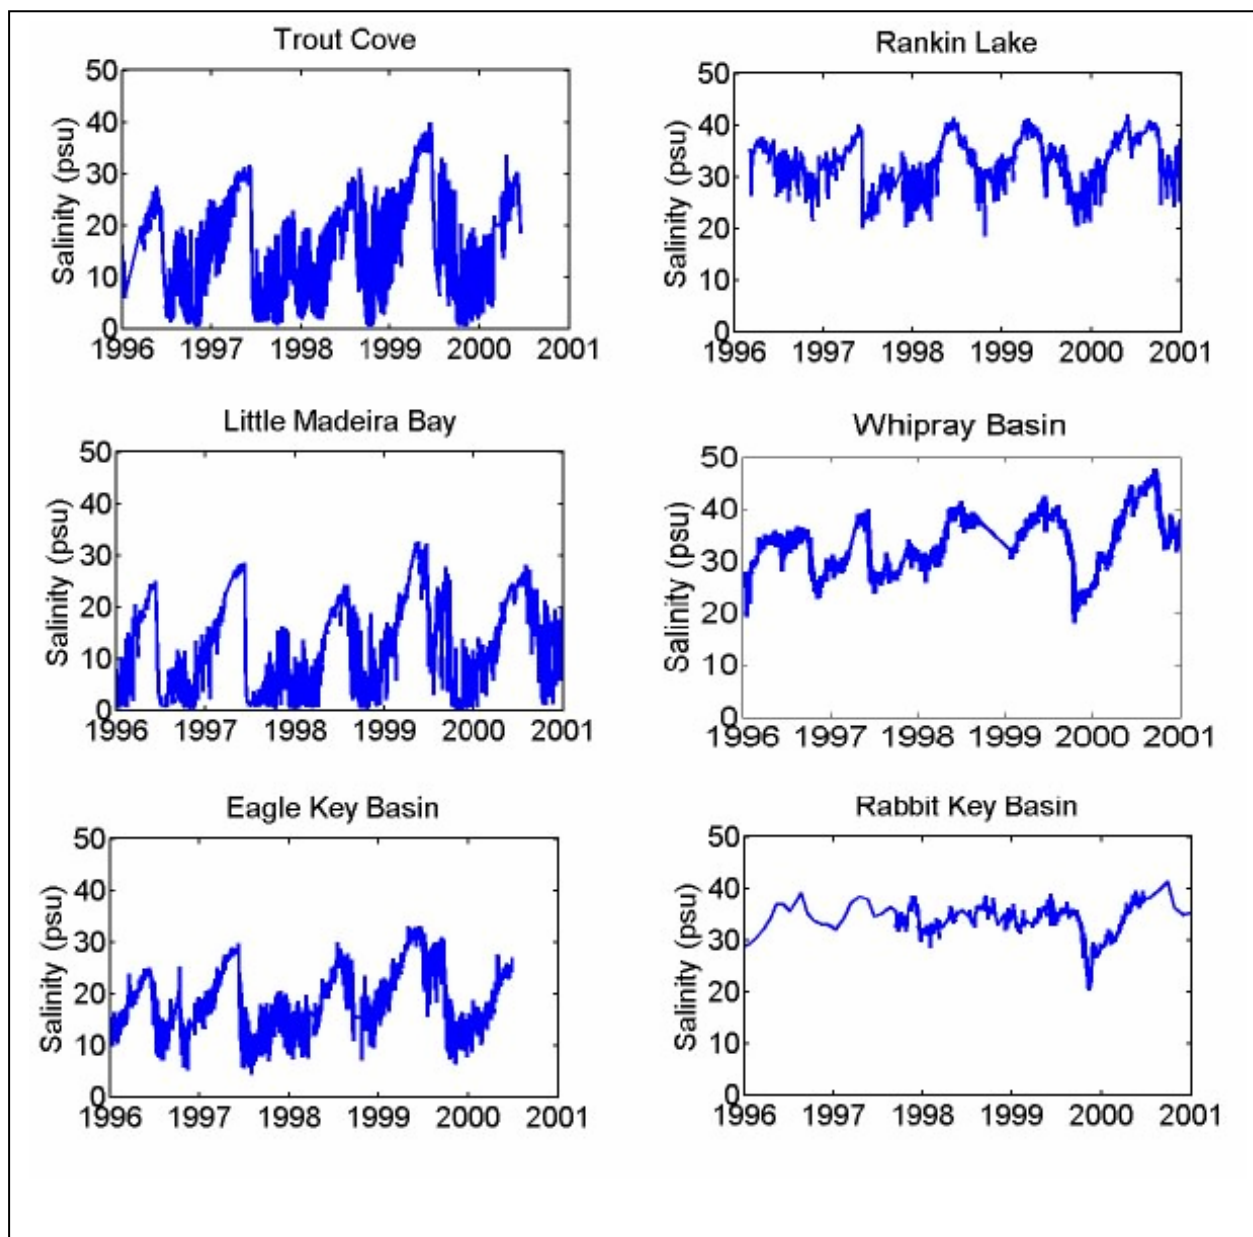 Trout Cove
Salinity (psu)
50
40
30
20
10
0
1996 1997 1998 1999 2000 2001
Rankin Lake
Salinity (psu)
50
40
30
20
10
0
1996 1997 1998 1999 2000 2001
Little Madeira Bay
Salinity (psu)
50
40
30
20
10
0
1996 1997 1998 1999 2000 2001
Whipray Basin
Salinity (psu)
50
40
30
20
10
0
1996 1997 1998 1999 2000 2001
Eagle Key Basin
Salinity (psu)
50
40
30
20
10
0
1996 1997 1998 1999 2000 2001
Rabbit Key Basin
Salinity (psu)
50
40
30
20
10
0
1996 1997 1998 1999 2000 2001